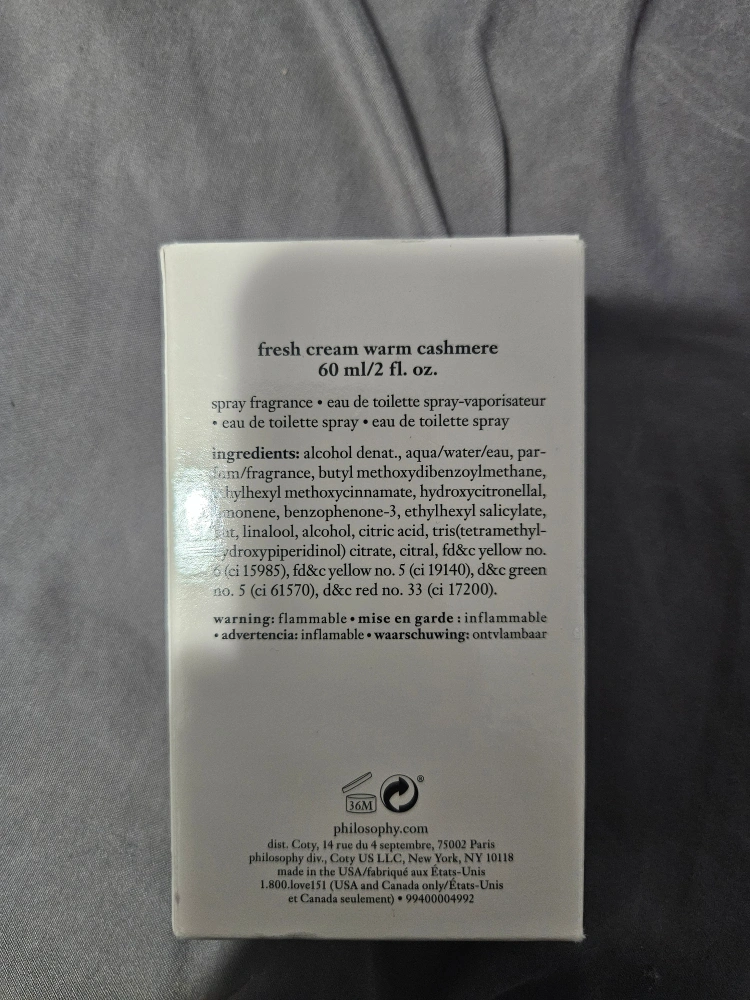 fresh cream warm cashmere
60 ml/2 fl. oz.
spray fragrance • eau de toilette spray-vaporisateur
• eau de toilette spray • eau de toilette spray
ingredients: alcohol denat., aqua/water/eau, par-
fum/fragrance, butyl methoxydibenzoylmethane,
ethylhexyl methoxycinnamate, hydroxycitronellal,
limonene, benzophenone-3, ethylhexyl salicylate,
linalool, alcohol, citric acid, tris(tetramethyl-
hydroxypiperidinol) citrate, citral, fd&c yellow no.
6 (ci 15985), fd&c yellow no. 5 (ci 19140), d&c green
no. 5 (ci 61570), d&c red no. 33 (ci 17200).
warning: flammable • mise en garde : inflammable
• advertencia: inflamable • waarschuwing: ontvlambaar
36M ®
philosophy.com
dist. Coty, 14 rue du 4 septembre, 75002 Paris
philosophy div., Coty US LLC, New York, NY 10118
made in the USA/fabriqué aux États-Unis
1.800.love151 (USA and Canada only/États-Unis
et Canada seulement) • 99400004992